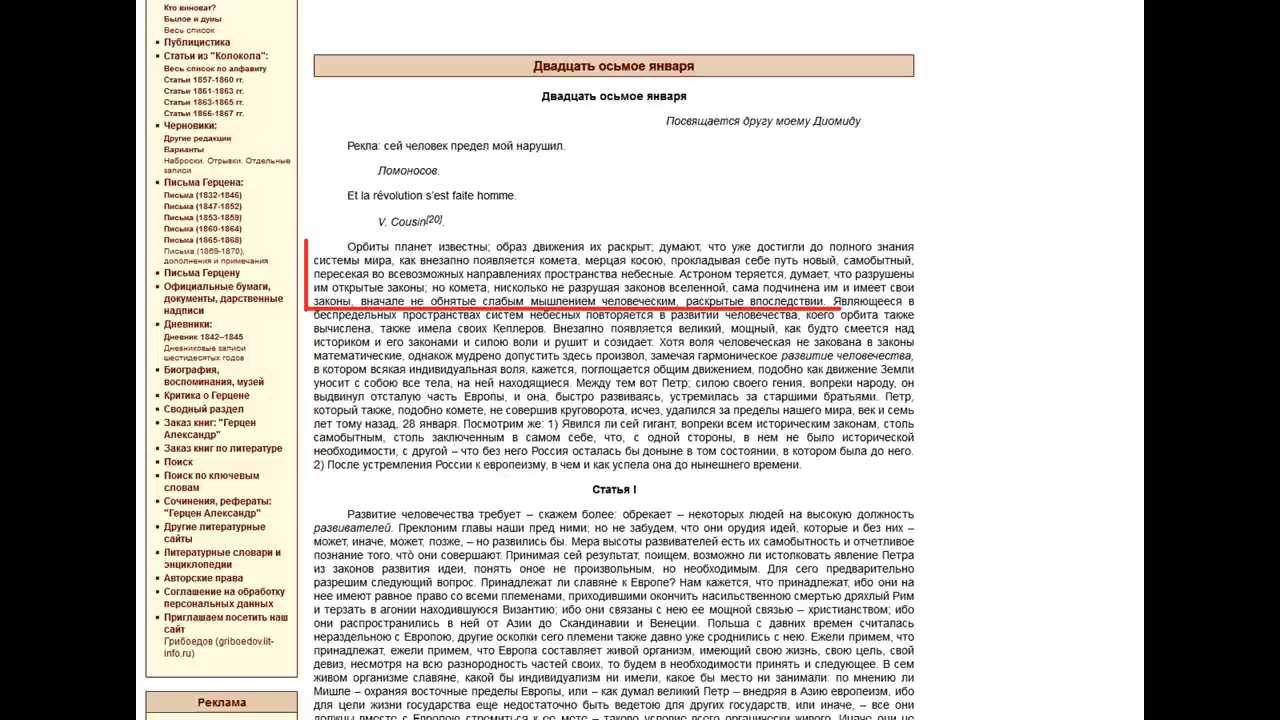 Кто виноват?
Былое и думы
Весь список
Публицистика
Статьи из "Колокола":
Весь список по алфавиту
Статьи 1857-1860 гг.
Статьи 1861-1863 гг.
Статьи 1863-1865 гг.
Статьи 1866-1867 гг.
Черновики:
Другие редакции
Варианты
Наброски. Отрывки. Отдельные
записи
Письма Герцена:
Письма (1832-1846)
Письма (1847-1852)
Письма (1853-1859)
Письма (1860-1864)
Письма (1865-1868)
Письма (1869-1870),
дополнения и примечания
Письма Герцену
Официальные бумаги,
документы, дарственные
надписи
Дневники:
Дневник 1842–1845
Дневниковые записи
шестидесятых годов
Биография,
воспоминания, музей
Критика о Герцене
Сводный раздел
Заказ книг: "Герцен
Александр"
Заказ книг по литературе
Поиск
Поиск по ключевым
словам
Сочинения, рефераты:
"Герцен Александр"
Другие литературные
сайты
Литературные словари и
энциклопедии
Авторские права
Соглашение на обработку
персональных данных
Приглашаем посетить наш
сайт
Грибоедов (griboedov.lit-
info.ru)
Реклама
Двадцать осьмое января
Двадцать осьмое января
Посвящается другу моему Диомиду
Рекла: сей человек предел мой нарушил.
Ломоносов.
Et la révolution s'est faite homme.
V. Cousin[20].
Орбиты планет известны; образ движения их раскрыт; думают, что уже достигли до полного знания
системы мира, как внезапно появляется комета, мерцая косою, прокладывая себе путь новый, самобытный,
пересекая во всевозможных направлениях пространства небесные. Астроном теряется, думает, что разрушены
им открытые законы; но комета, нисколько не разрушая законов вселенной, сама подчинена им и имеет свои
законы, вначале не обнятые слабым мышлением человеческим, раскрытые впоследствии. Являющееся в
беспредельных пространствах систем небесных повторяется в развитии человечества, коего орбита также
вычислена, также имела своих Кеплеров. Внезапно появляется великий, мощный, как будто смеется над
историком и его законами и силою воли и рушит и созидает. Хотя воля человеческая не закована в законы
математические, однакож мудрено допустить здесь произвол, замечая гармоническое развитие человечества,
в котором всякая индивидуальная воля, кажется, поглощается общим движением, подобно как движение Земли
уносит с собою все тела, на ней находящиеся. Между тем вот Петр; силою своего гения, вопреки народу, он
выдвинул отсталую часть Европы, и она, быстро развиваясь, устремилась за старшими братьями. Петр,
который также, подобно комете, не совершив круговорота, исчез, удалился за пределы нашего мира, век и семь
лет тому назад, 28 января. Посмотрим же: 1) Явился ли сей гигант, вопреки всем историческим законам, столь
самобытным, столь заключенным в самом себе, что, с одной стороны, в нем не было исторической
необходимости, с другой – что без него Россия осталась бы доныне в том состоянии, в котором была до него.
2) После устремления России к европеизму, в чем и как успела она до нынешнего времени.
Статья I
Развитие человечества требует – скажем более: обрекает – некоторых людей на высокую должность
развивателей. Преклоним главы наши пред ними; но не забудем, что они орудия идей, которые и без них –
может, иначе, может, позже, – но развились бы. Мера высоты развивателей есть их самобытность и отчетливое
познание того, что̀ они совершают. Принимая сей результат, поищем, возможно ли истолковать явление Петра
из законов развития идеи, понять оное не произвольным, но необходимым. Для сего предварительно
разрешим следующий вопрос. Принадлежат ли славяне к Европе? Нам кажется, что принадлежат, ибо они на
нее имеют равное право со всеми племенами, приходившими окончить насильственною смертью дряхлый Рим
и терзать в агонии находившуюся Византию; ибо они связаны с нею ее мощной связью – христианством; ибо
они распространились в ней от Азии до Скандинавии и Венеции. Польша с давних времен считалась
нераздельною с Европою, другие осколки сего племени также давно уже сроднились с нею. Ежели примем, что
принадлежат, ежели примем, что Европа составляет живой организм, имеющий свою жизнь, свою цель, свой
девиз, несмотря на всю разнородность частей своих, то будем в необходимости принять и следующее. В сем
живом организме славяне, какой бы индивидуализм ни имели, какое бы место ни занимали: по мнению ли
Мишле – охраняя восточные пределы Европы, или – как думал великий Петр – внедряя в Азию европеизм, ибо
для цели жизни государства еще недостаточно быть ведетою для других государств, или иначе, – все они
должны вместе с Европою стремиться к ее мете – таково условие всего органически живого. Иначе они не